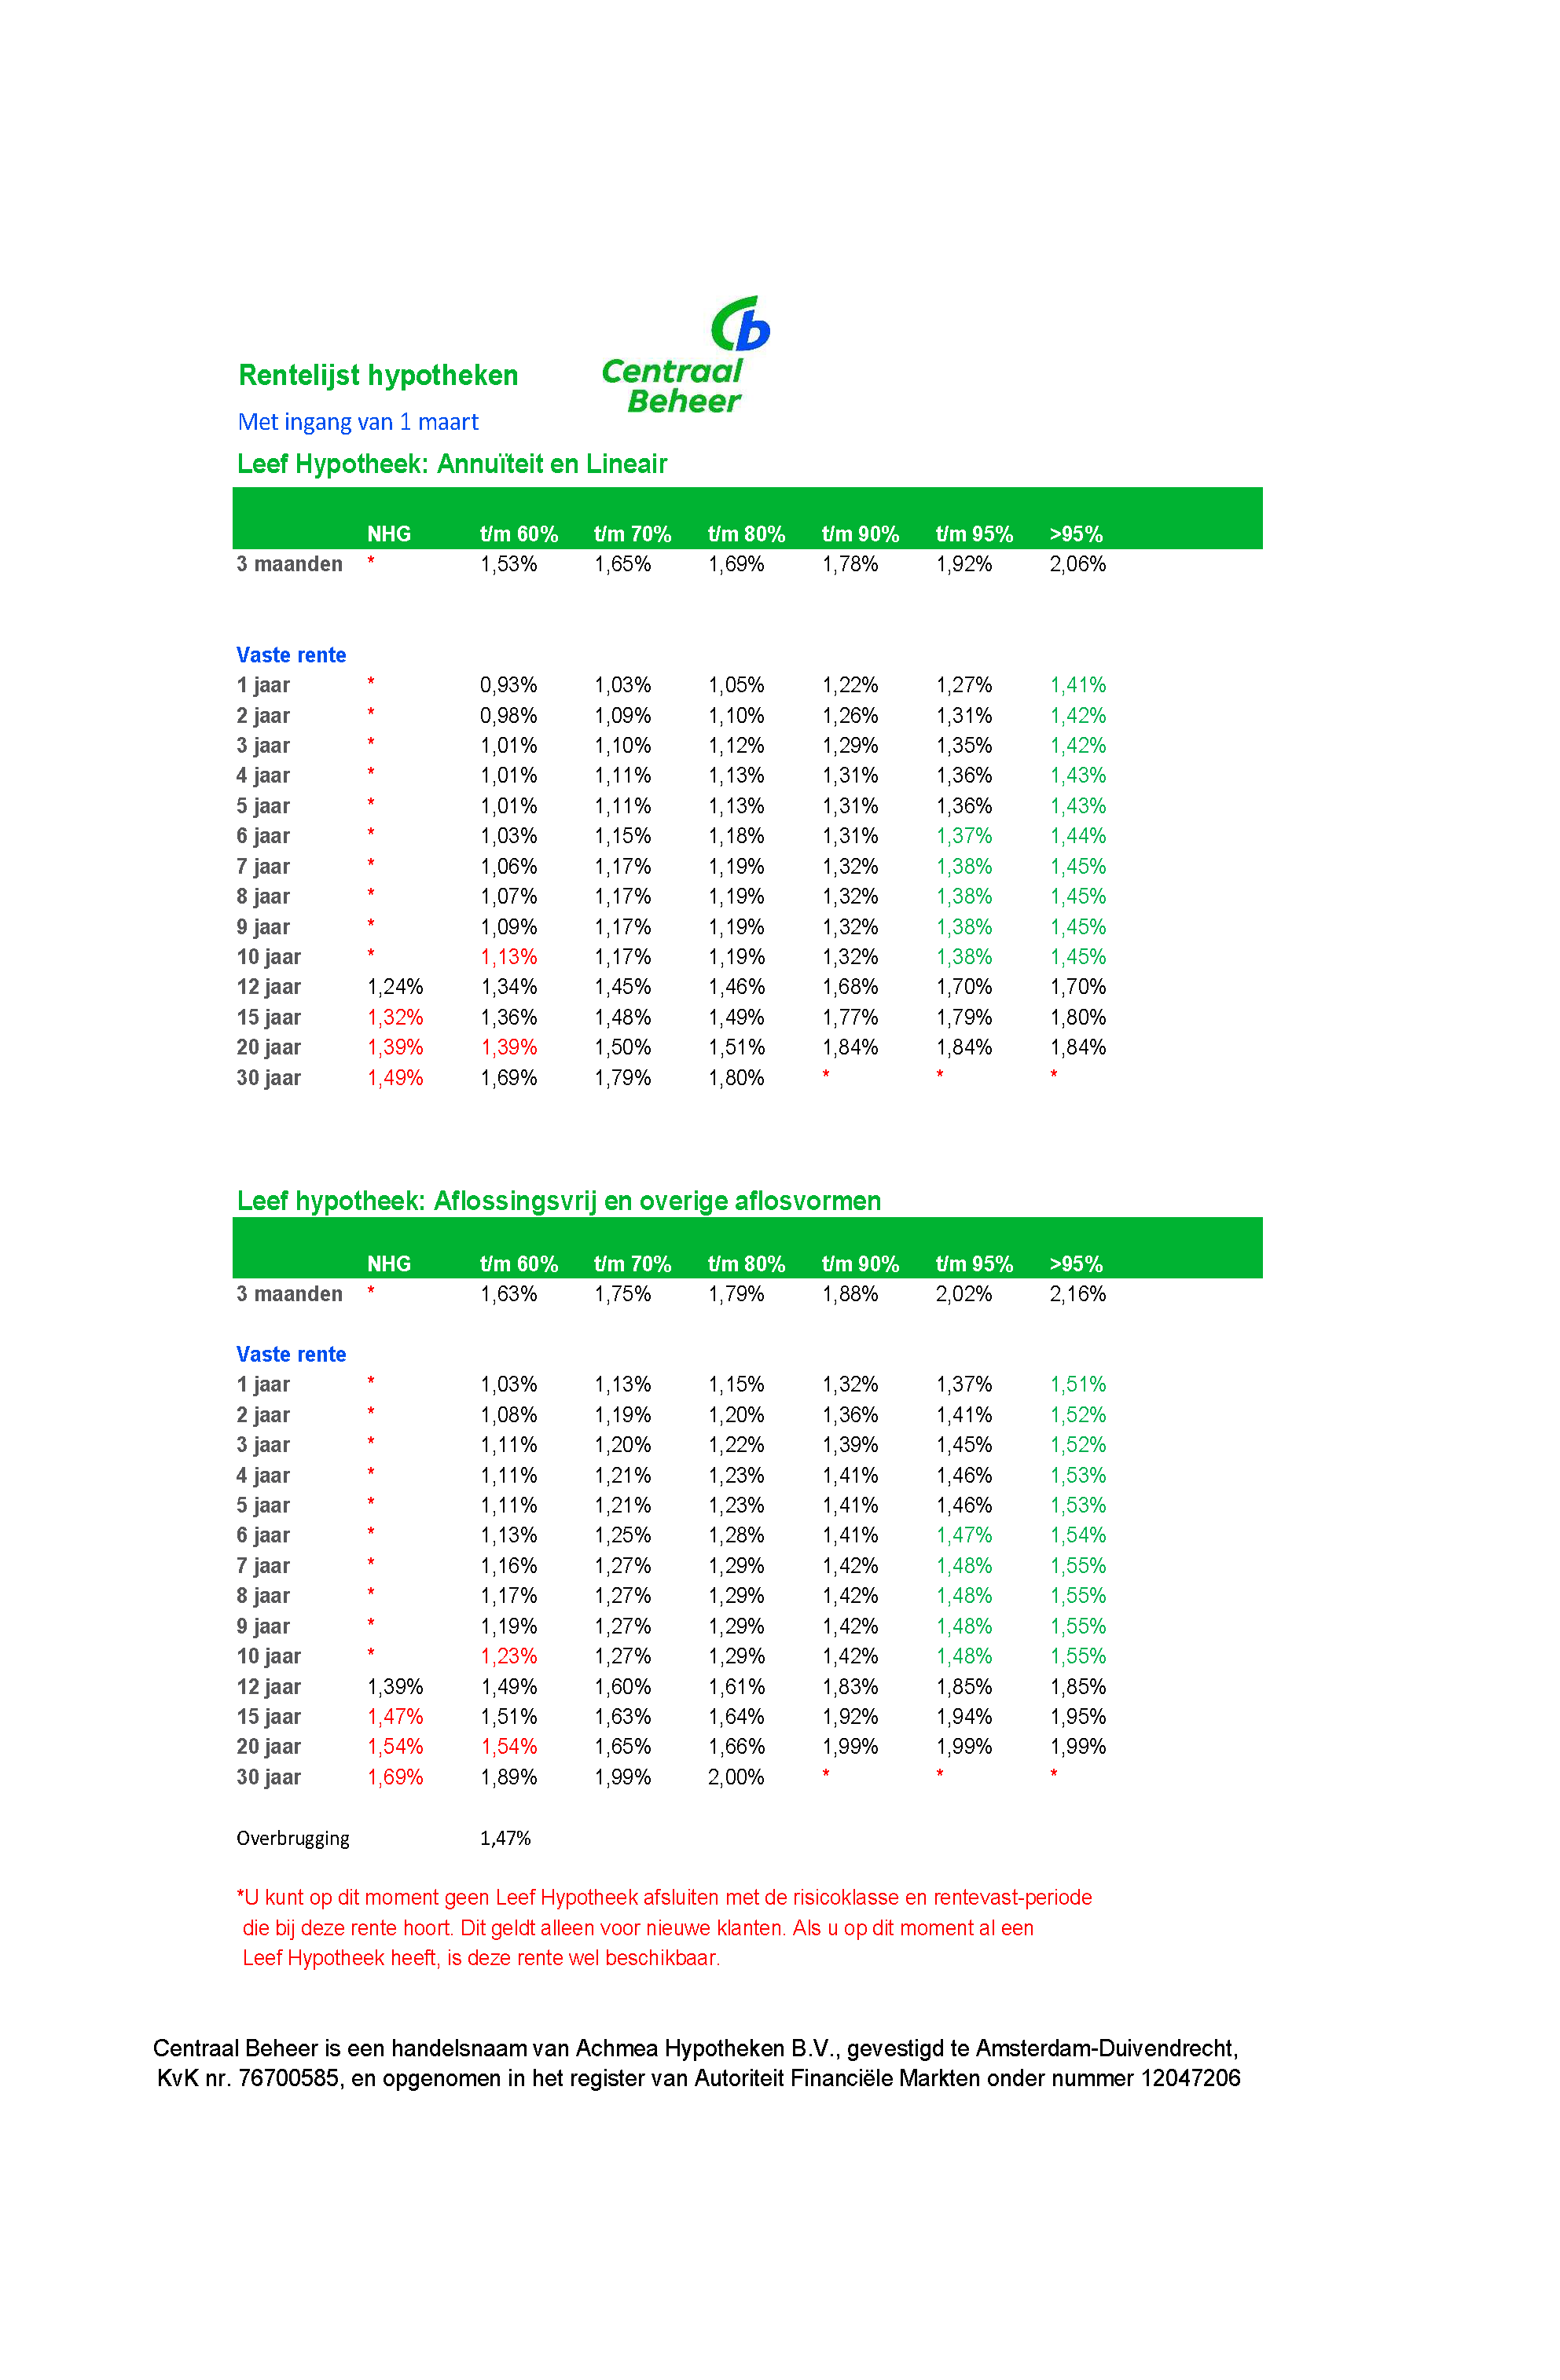 Centraal
Beheer
Rentelijst hypotheken
Met ingang van 1 maart
Leef Hypotheek: Annuïteit en Lineair
NHG t/m 60% t/m 70% t/m 80% t/m 90% t/m 95% >95%
3 maanden * 1,53% 1,65% 1,69% 1,78% 1,92% 2,06%
Vaste rente
1 jaar * 0,93% 1,03% 1,05% 1,22% 1,27% 1,41%
2 jaar * 0,98% 1,09% 1,10% 1,26% 1,31% 1,42%
3 jaar * 1,01% 1,10% 1,12% 1,29% 1,35% 1,42%
4 jaar * 1,01% 1,11% 1,13% 1,31% 1,36% 1,43%
5 jaar * 1,01% 1,11% 1,13% 1,31% 1,36% 1,43%
6 jaar * 1,03% 1,15% 1,18% 1,31% 1,37% 1,44%
7 jaar * 1,06% 1,17% 1,19% 1,32% 1,38% 1,45%
8 jaar * 1,07% 1,17% 1,19% 1,32% 1,38% 1,45%
9 jaar * 1,09% 1,17% 1,19% 1,32% 1,38% 1,45%
10 jaar * 1,13% 1,17% 1,19% 1,32% 1,38% 1,45%
12 jaar 1,24% 1,34% 1,45% 1,46% 1,68% 1,70% 1,70%
15 jaar 1,32% 1,36% 1,48% 1,49% 1,77% 1,79% 1,80%
20 jaar 1,39% 1,39% 1,50% 1,51% 1,84% 1,84% 1,84%
30 jaar 1,49% 1,69% 1,79% 1,80% * * *
Leef hypotheek: Aflossingsvrij en overige aflosvormen
NHG t/m 60% t/m 70% t/m 80% t/m 90% t/m 95% >95%
3 maanden * 1,63% 1,75% 1,79% 1,88% 2,02% 2,16%
Vaste rente
1 jaar * 1,03% 1,13% 1,15% 1,32% 1,37% 1,51%
2 jaar * 1,08% 1,19% 1,20% 1,36% 1,41% 1,52%
3 jaar * 1,11% 1,20% 1,22% 1,39% 1,45% 1,52%
4 jaar * 1,11% 1,21% 1,23% 1,41% 1,46% 1,53%
5 jaar * 1,11% 1,21% 1,23% 1,41% 1,46% 1,53%
6 jaar * 1,13% 1,25% 1,28% 1,41% 1,47% 1,54%
7 jaar * 1,16% 1,27% 1,29% 1,42% 1,48% 1,55%
8 jaar * 1,17% 1,27% 1,29% 1,42% 1,48% 1,55%
9 jaar * 1,19% 1,27% 1,29% 1,42% 1,48% 1,55%
10 jaar * 1,23% 1,27% 1,29% 1,42% 1,48% 1,55%
12 jaar 1,39% 1,49% 1,60% 1,61% 1,83% 1,85% 1,85%
15 jaar 1,47% 1,51% 1,63% 1,64% 1,92% 1,94% 1,95%
20 jaar 1,54% 1,54% 1,65% 1,66% 1,99% 1,99% 1,99%
30 jaar 1,69% 1,89% 1,99% 2,00% * * *
Overbrugging 1,47%
*U kunt op dit moment geen Leef Hypotheek afsluiten met de risicoklasse en rentevast-periode
die bij deze rente hoort. Dit geldt alleen voor nieuwe klanten. Als u op dit moment al een
Leef Hypotheek heeft, is deze rente wel beschikbaar.
Centraal Beheer is een handelsnaam van Achmea Hypotheken B.V., gevestigd te Amsterdam-Duivendrecht,
KvK nr. 76700585, en opgenomen in het register van Autoriteit Financiële Markten onder nummer 12047206